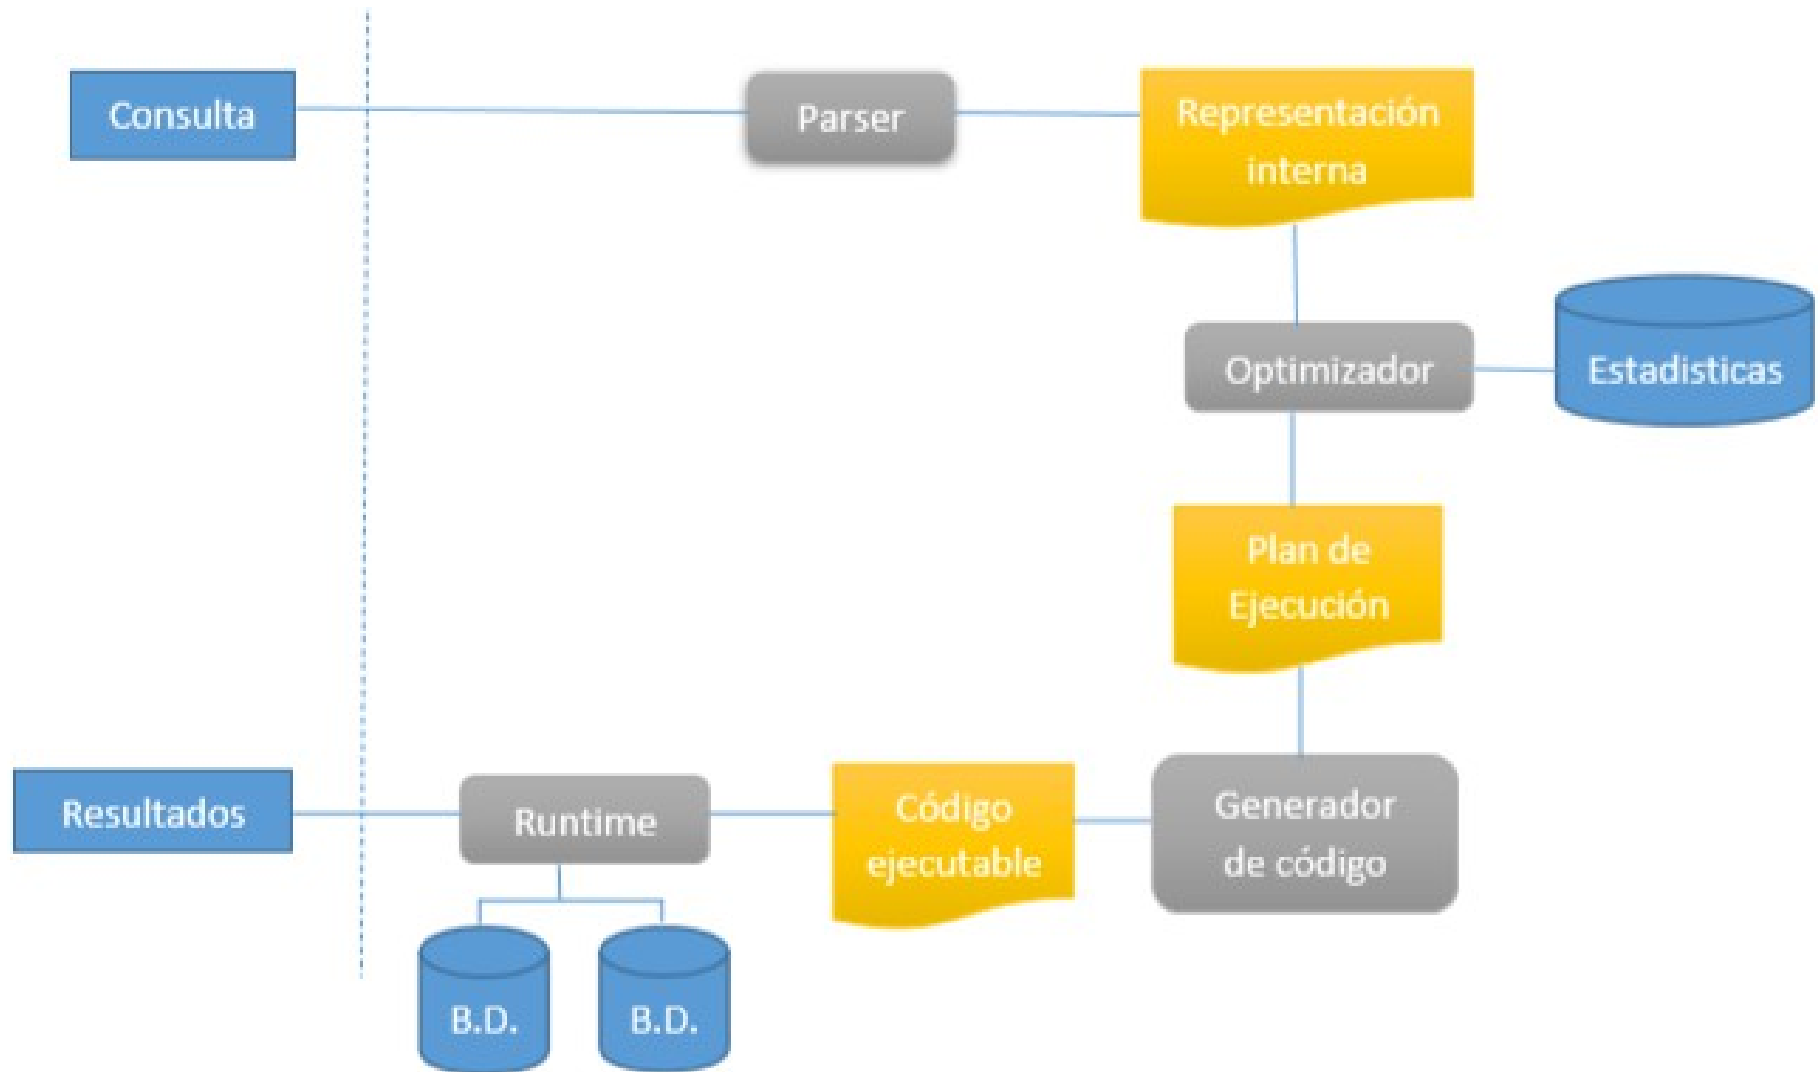 Consulta
Parser
Representación
interna
Optimizador
Estadisticas
Plan de
Ejecución
Resultados
Runtime
Código
ejecutable
Generador
de código
B.D.
B.D.